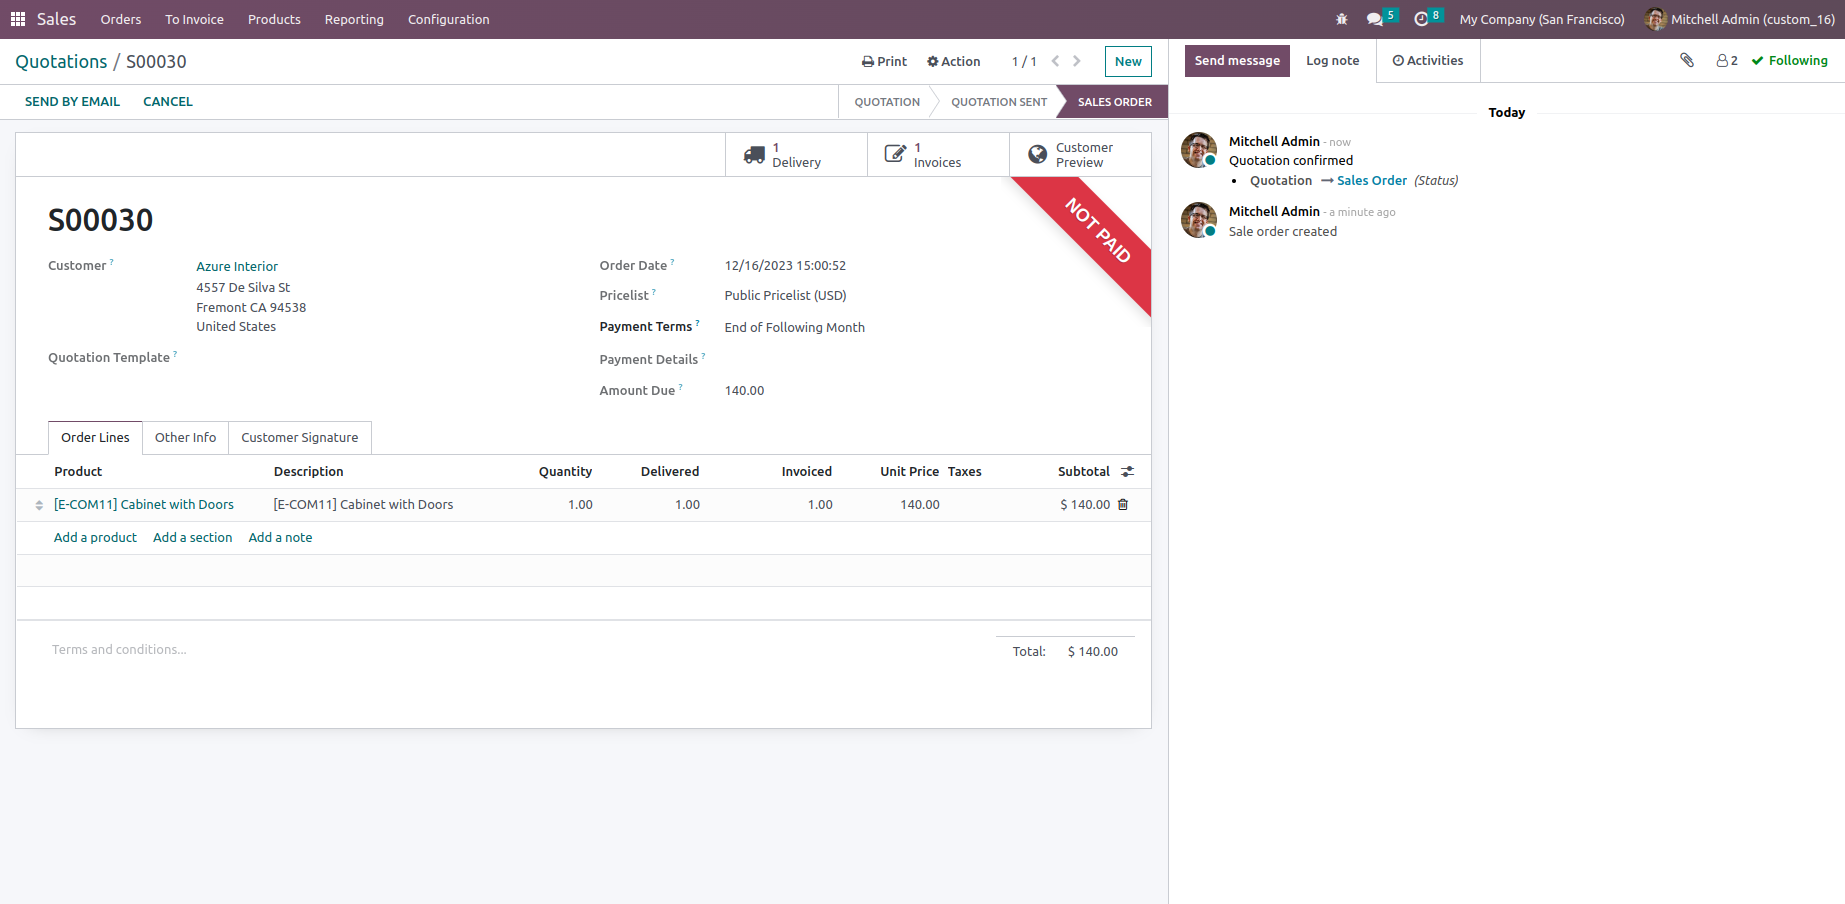 Sales Orders To Invoice Products Reporting Configuration 5 8 My Company (San Francisco) Mitchell Admin (custom_16)
Quotations / S00030 Print Action 1 / 1 New
SEND BY EMAIL CANCEL QUOTATION QUOTATION SENT SALES ORDER
1 Delivery
1 Invoices
Customer Preview
NOT PAID
S00030
Customer ? Azure Interior
4557 De Silva St
Fremont CA 94538
United States
Quotation Template ?
Order Date ? 12/16/2023 15:00:52
Pricelist ? Public Pricelist (USD)
Payment Terms ? End of Following Month
Payment Details ?
Amount Due ? 140.00
Order Lines Other Info Customer Signature
Product Description Quantity Delivered Invoiced Unit Price Taxes Subtotal
[E-COM11] Cabinet with Doors [E-COM11] Cabinet with Doors 1.00 1.00 1.00 140.00 $ 140.00
Add a product Add a section Add a note
Terms and conditions...
Total: $ 140.00
Send message Log note Activities 2 Following
Today
Mitchell Admin - now
Quotation confirmed
• Quotation → Sales Order (Status)
Mitchell Admin - a minute ago
Sale order created